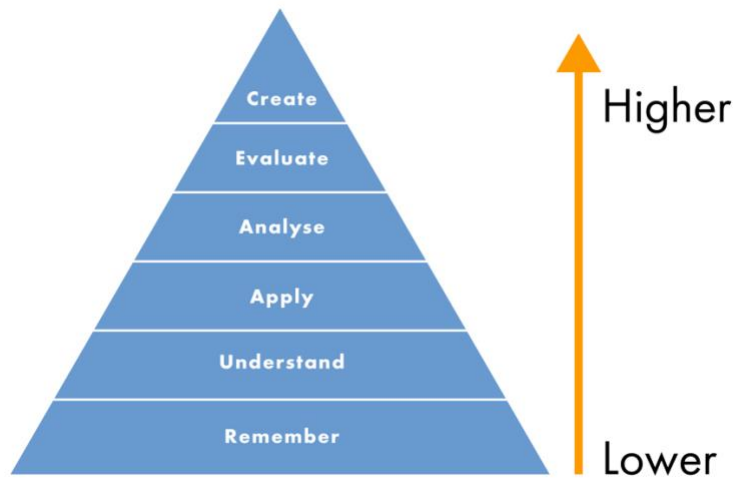 Create
Evaluate
Analyse
Apply
Understand
Remember
Higher
Lower